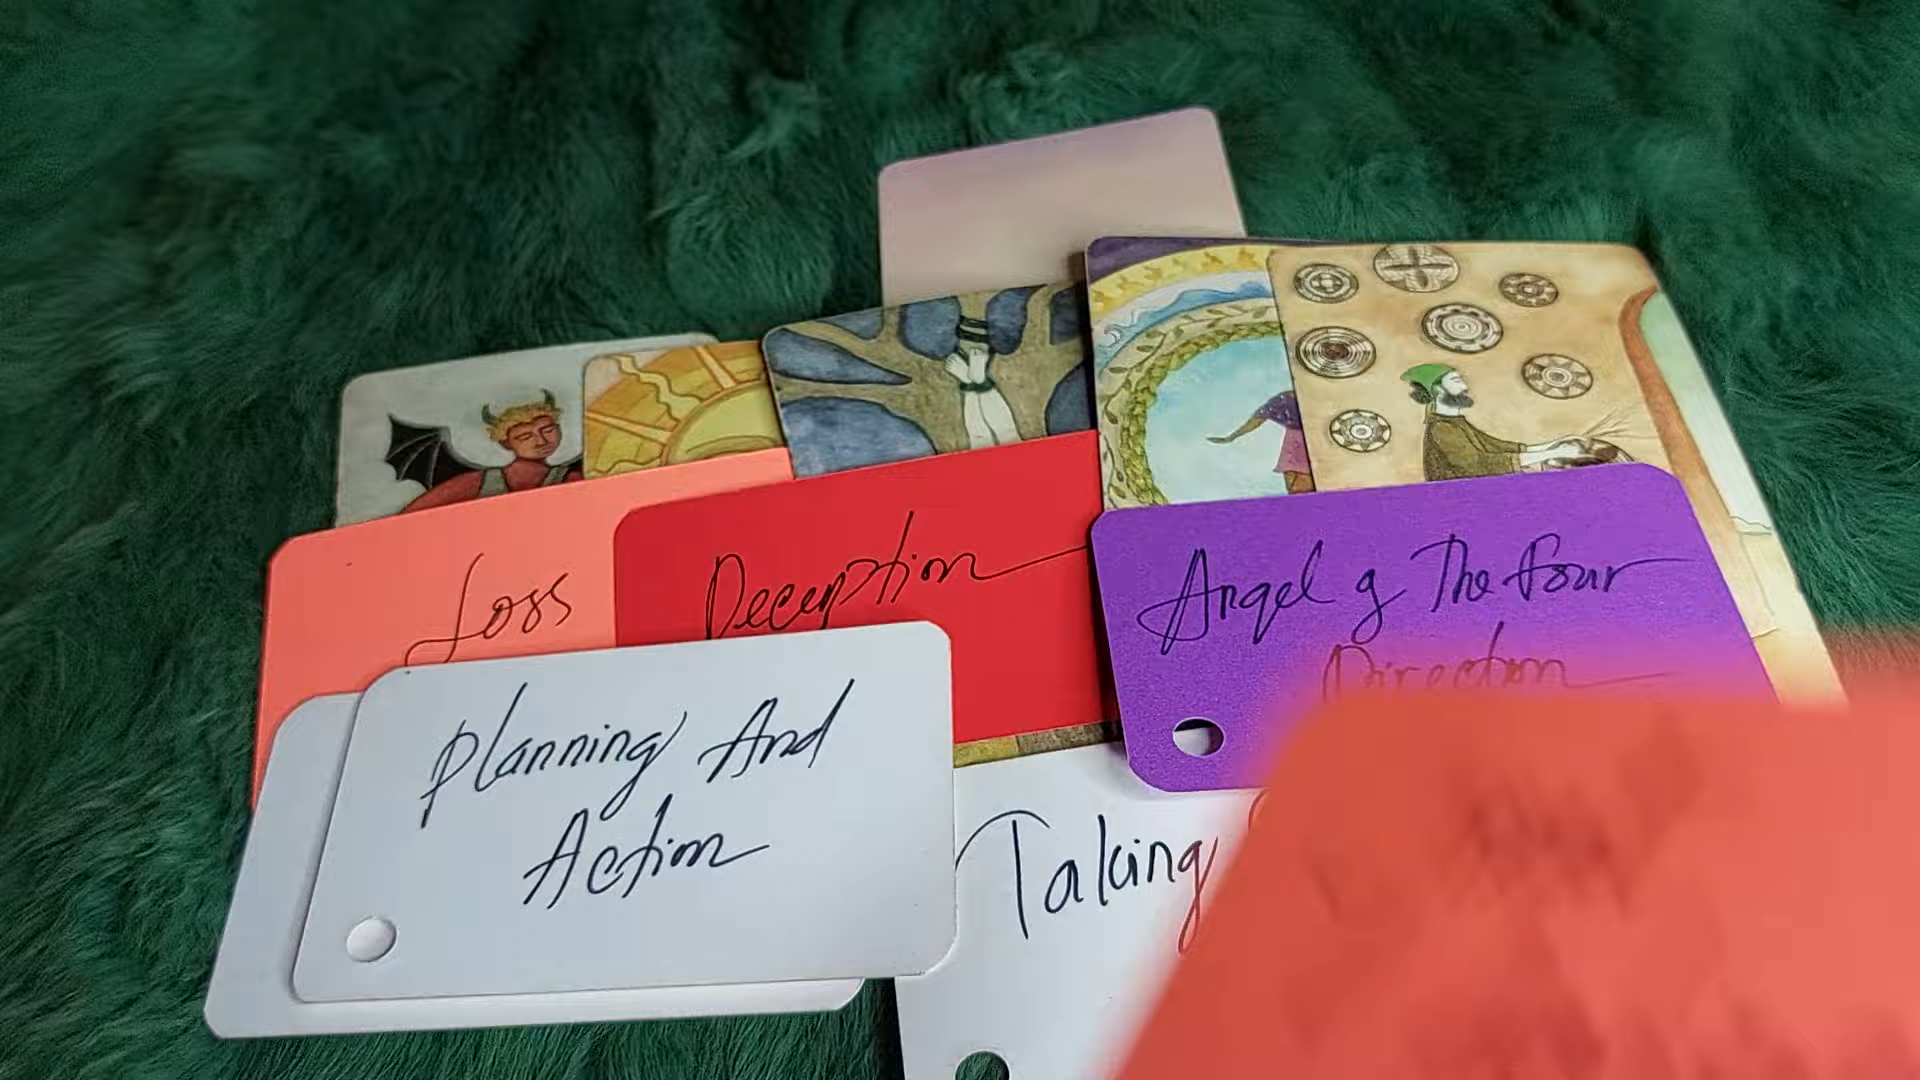 Loss
Deception
Angel of The Four
Direction
Planning And
Action
Taking